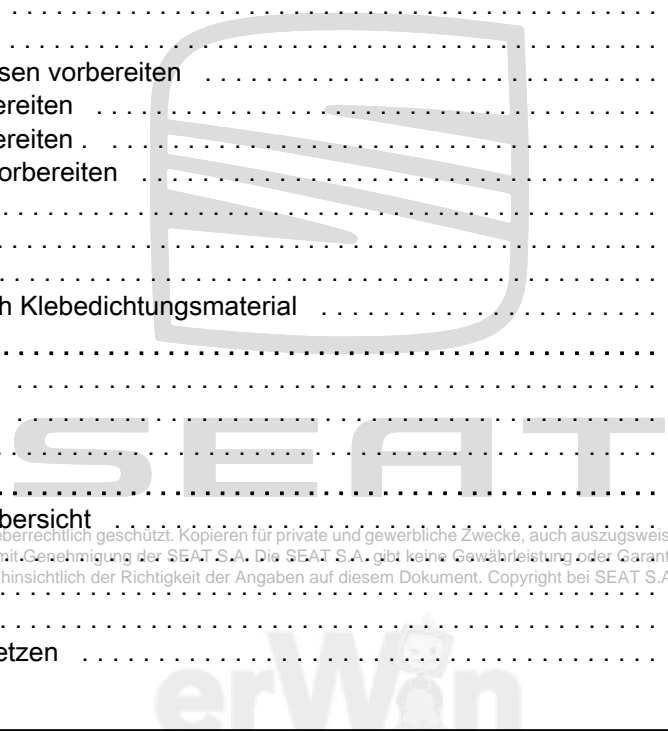 sen vorbereiten . . . . . . . . . . . . . . . . . . . . . . . . . . . . . .
ereiten . . . . . . . . . . . . . . . . . . . . . . . . . . . . . . . . . . . .
ereiten . . . . . . . . . . . . . . . . . . . . . . . . . . . . . . . . . . . .
orbereiten . . . . . . . . . . . . . . . . . . . . . . . . . . . . . . . . .
h Klebedichtungsmaterial . . . . . . . . . . . . . . . . . .
SEAT
bersicht . . . . . . . . . . . . . . . . . . . . . . . . . . . . . . . . . . .
eberrechtlich geschützt. Kopieren für private und gewerbliche Zwecke, auch auszugsweis
mit Genehmigung der SEAT S.A. Die SEAT S.A. gibt keine Gewährleistung oder Garant
hinsichtlich der Richtigkeit der Angaben auf diesem Dokument. Copyright bei SEAT S.A
etzen . . . . . . . . . . . . . . . . . . . . . . . . . . . . . . . . . . . . .
erWin